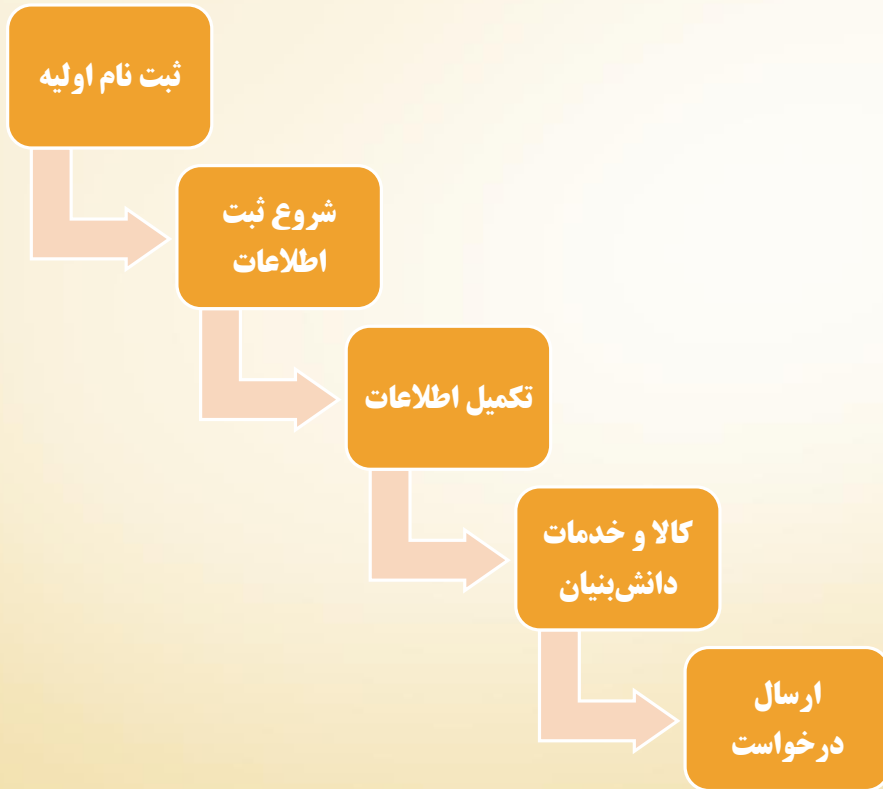 ثبت نام اولیه
شروع ثبت
اطلاعات
تکمیل اطلاعات
کالا و خدمات
دانش‌بنیان
ارسال
درخواست